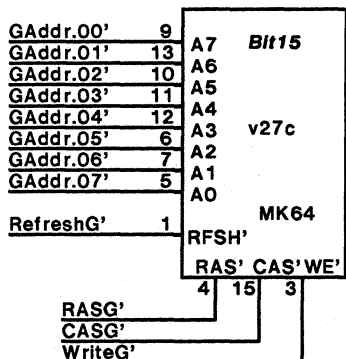 GAddr.00' 9 A7 Bit15
GAddr.01' 13 A6
GAddr.02' 10 A5
GAddr.03' 11 A4
GAddr.04' 12 A3 v27c
GAddr.05' 6 A2
GAddr.06' 7 A1
GAddr.07' 5 A0
MK64
RefreshG' 1 RFSH'
RAS' CAS' WE'
4 15 3
RASG'
CASG'
WriteG'